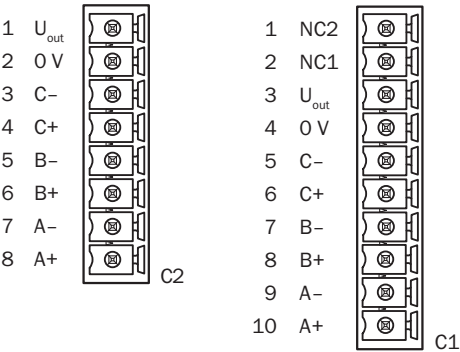 1 U_out
2 0 V
3 C–
4 C+
5 B–
6 B+
7 A–
8 A+
C2
1 NC2
2 NC1
3 U_out
4 0 V
5 C–
6 C+
7 B–
8 B+
9 A–
10 A+
C1